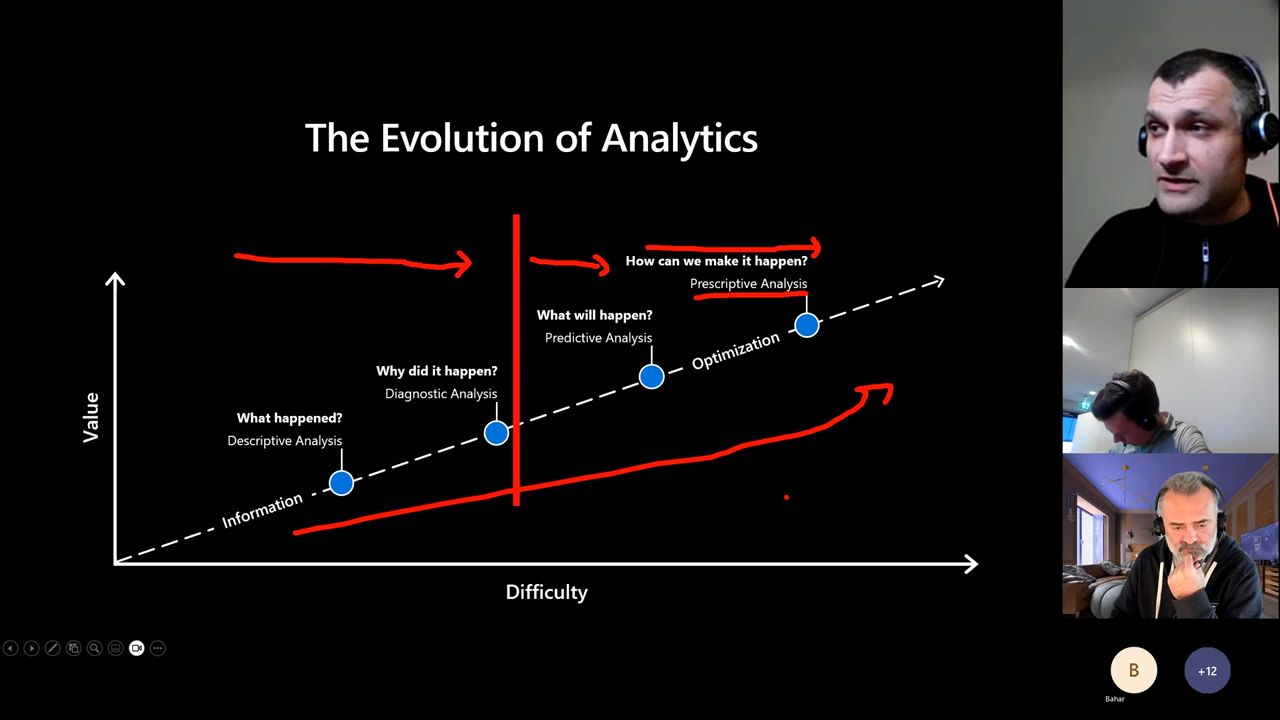 The Evolution of Analytics
How can we make it happen?
Prescriptive Analysis
What will happen?
Predictive Analysis
Optimization
Why did it happen?
Diagnostic Analysis
What happened?
Descriptive Analysis
Information
Value
Difficulty
B
+12
Bahar